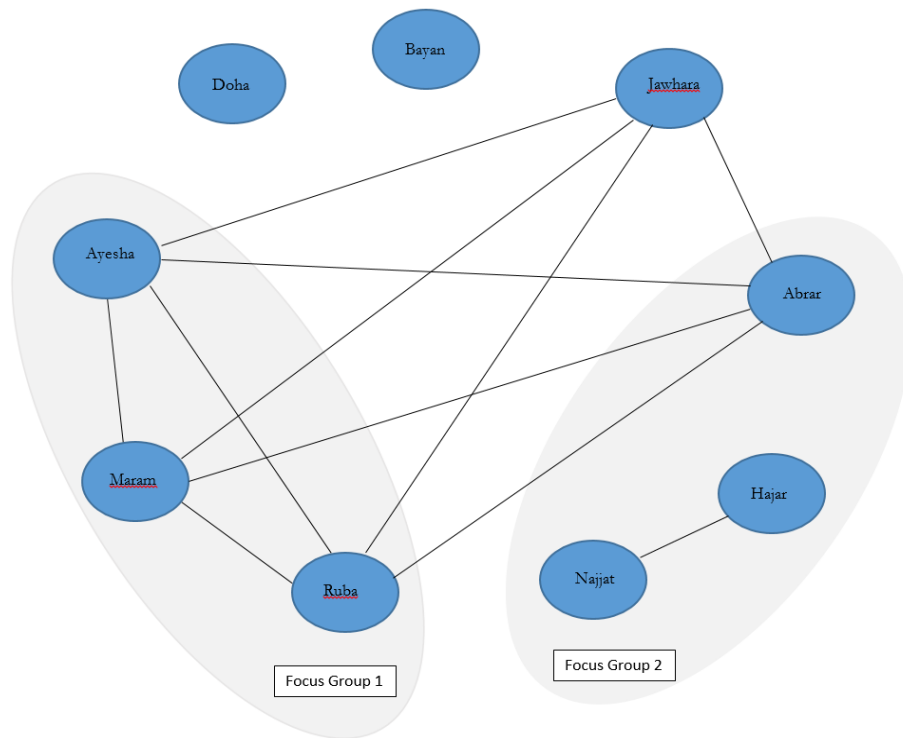 Bayan
Doha
Jawhara
Ayesha
Abrar
Maram
Hajar
Najjat
Ruba
Focus Group 1
Focus Group 2